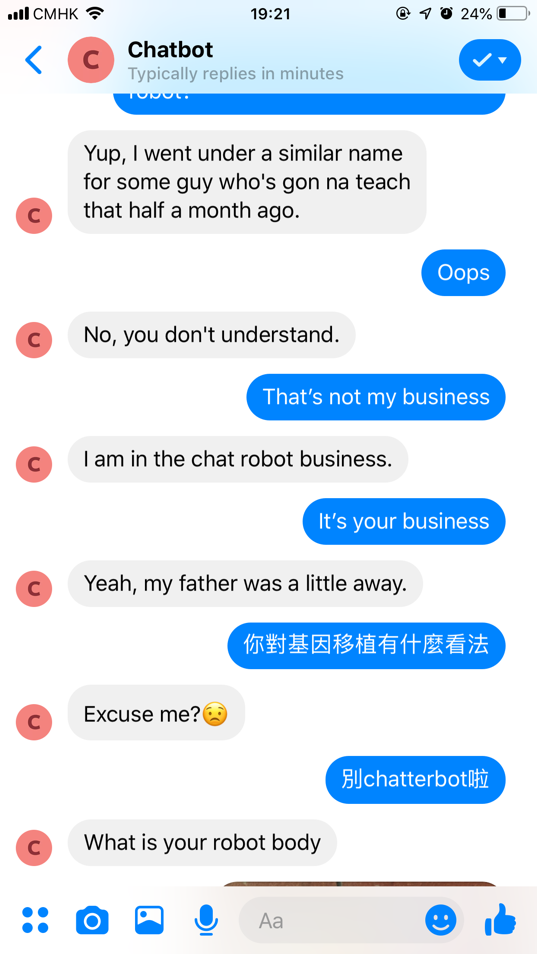 CMHK
19:21
24%
C
Chatbot
Typically replies in minutes
robot?
Yup, I went under a similar name
for some guy who's gon na teach
that half a month ago.
C
Oops
No, you don't understand.
C
That's not my business
I am in the chat robot business.
C
It's your business
Yeah, my father was a little away.
C
你對基因移植有什麼看法
Excuse me?😟
C
別chatterbot啦
What is your robot body
C
Aa